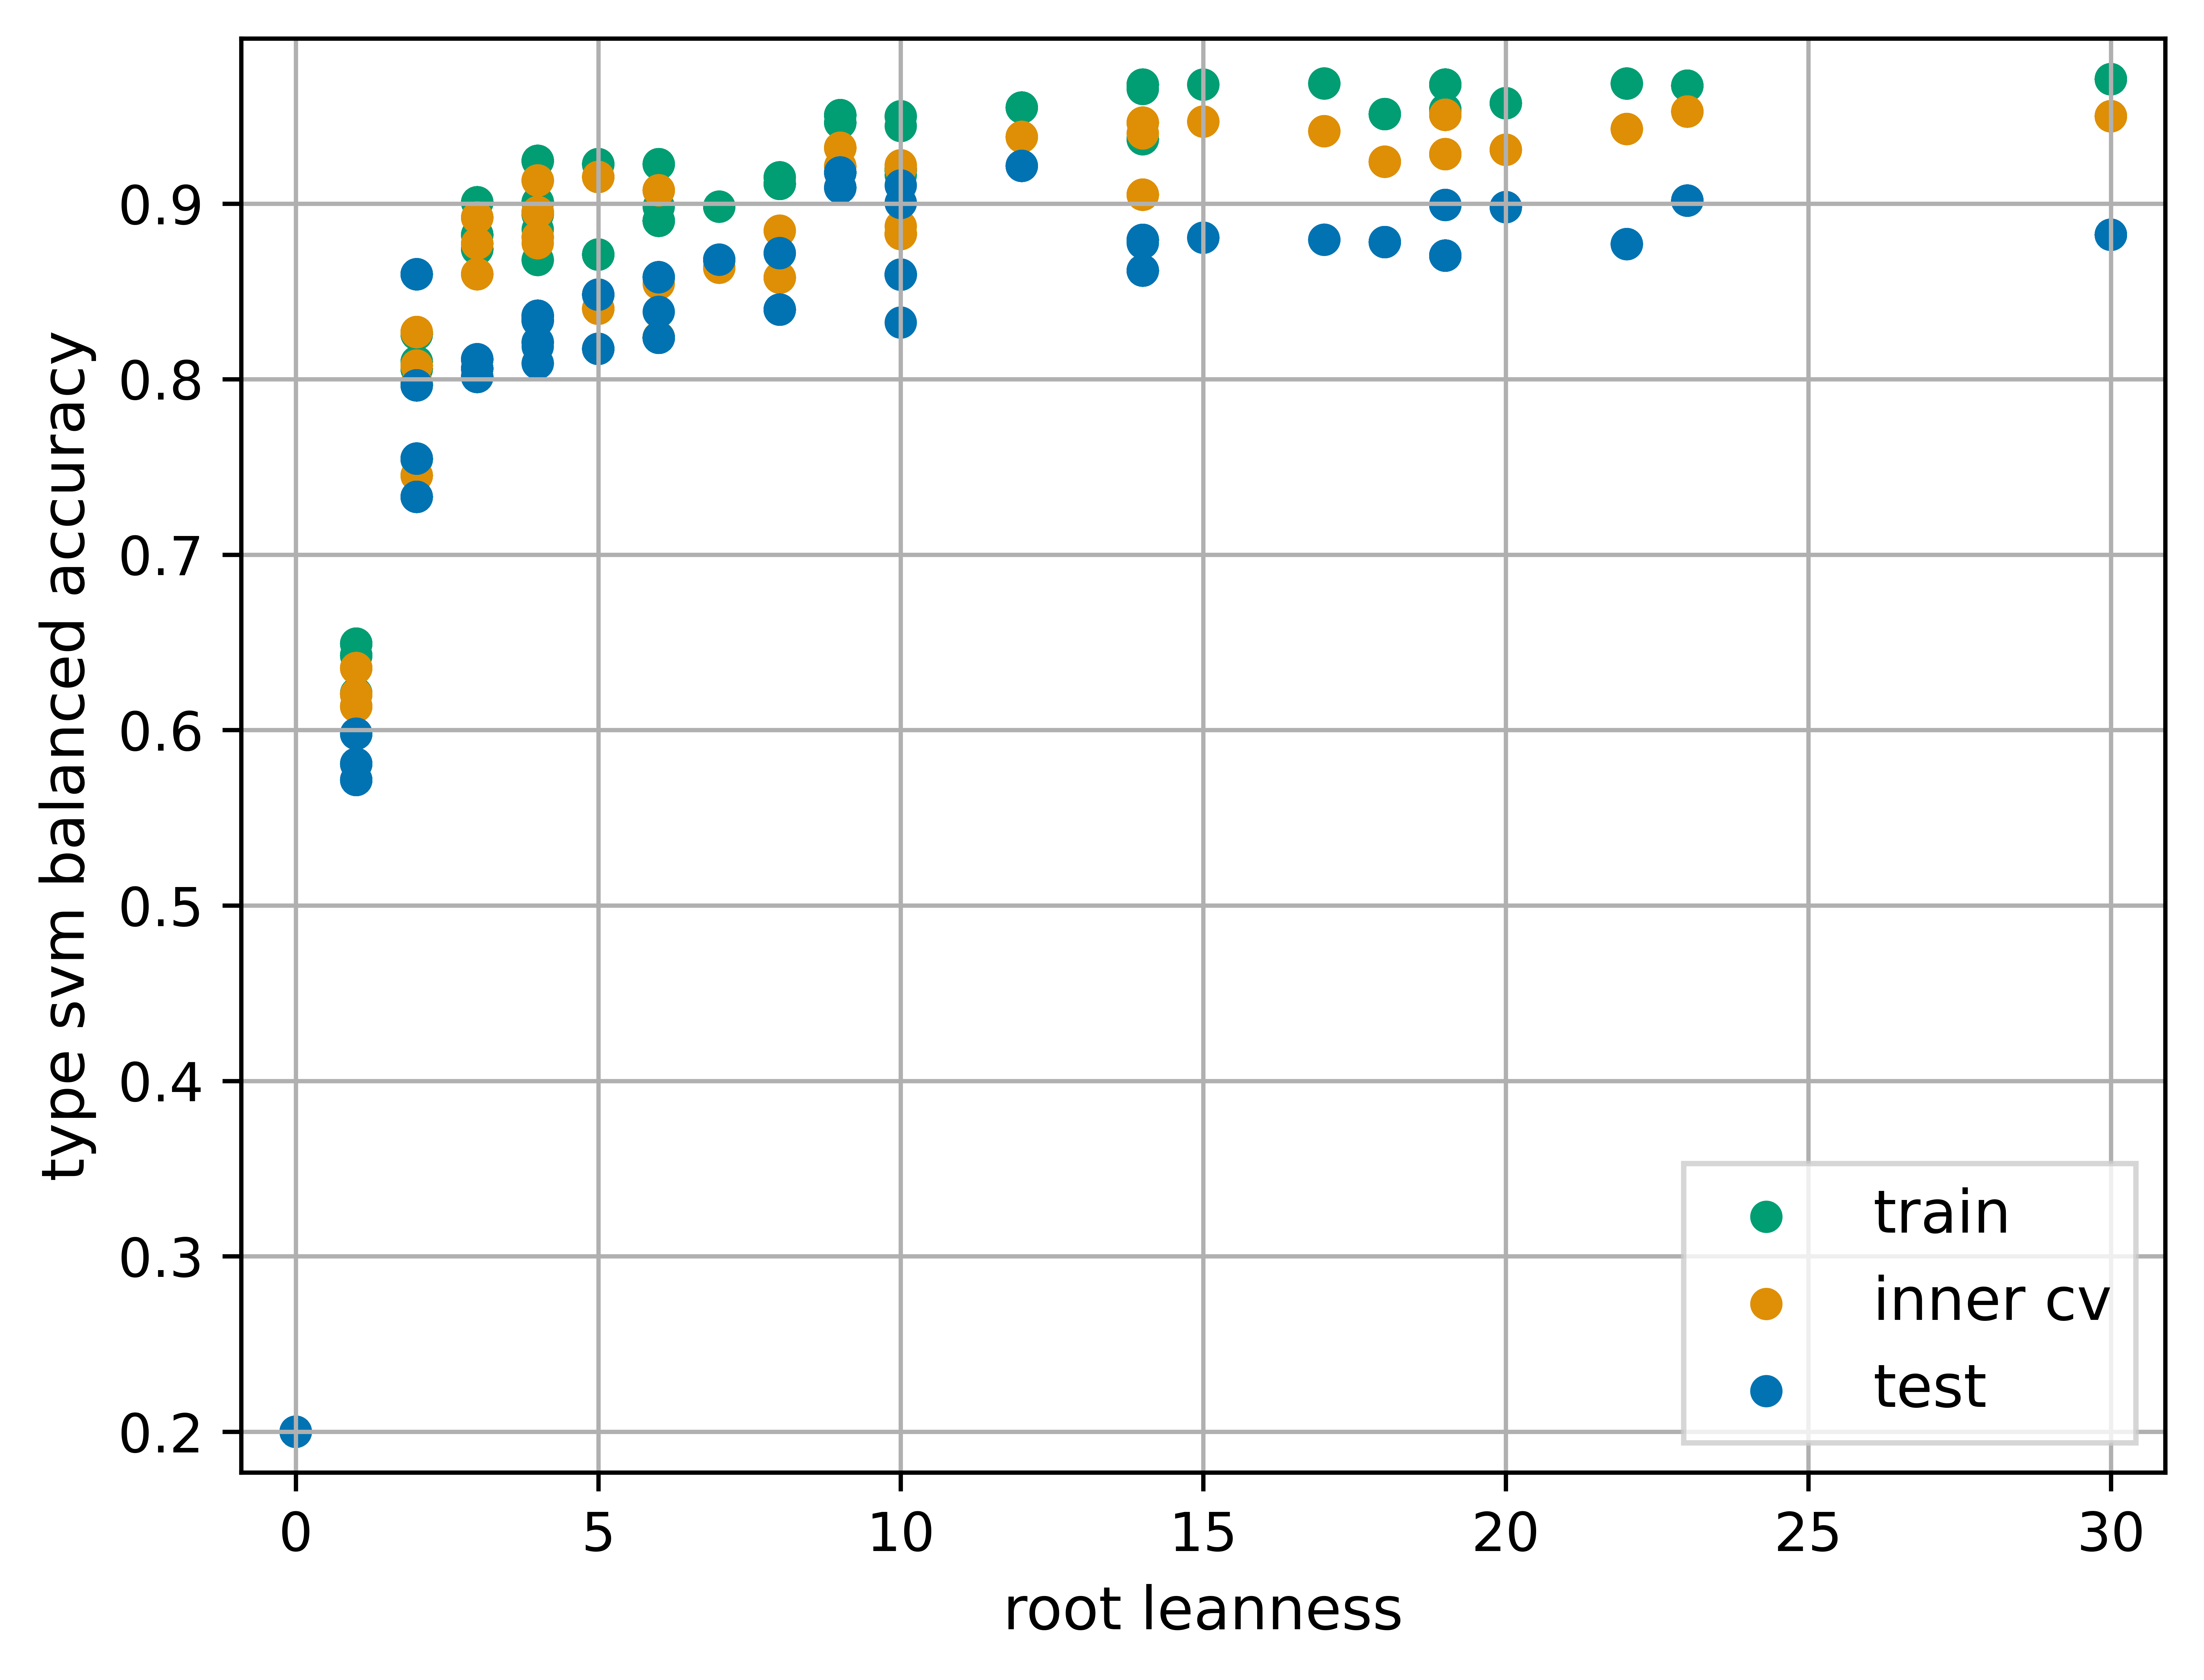 type svm balanced accuracy
0.9
0.8
0.7
0.6
0.5
0.4
0.3
0.2
train
inner cv
test
0 5 10 15 20 25 30
root leanness